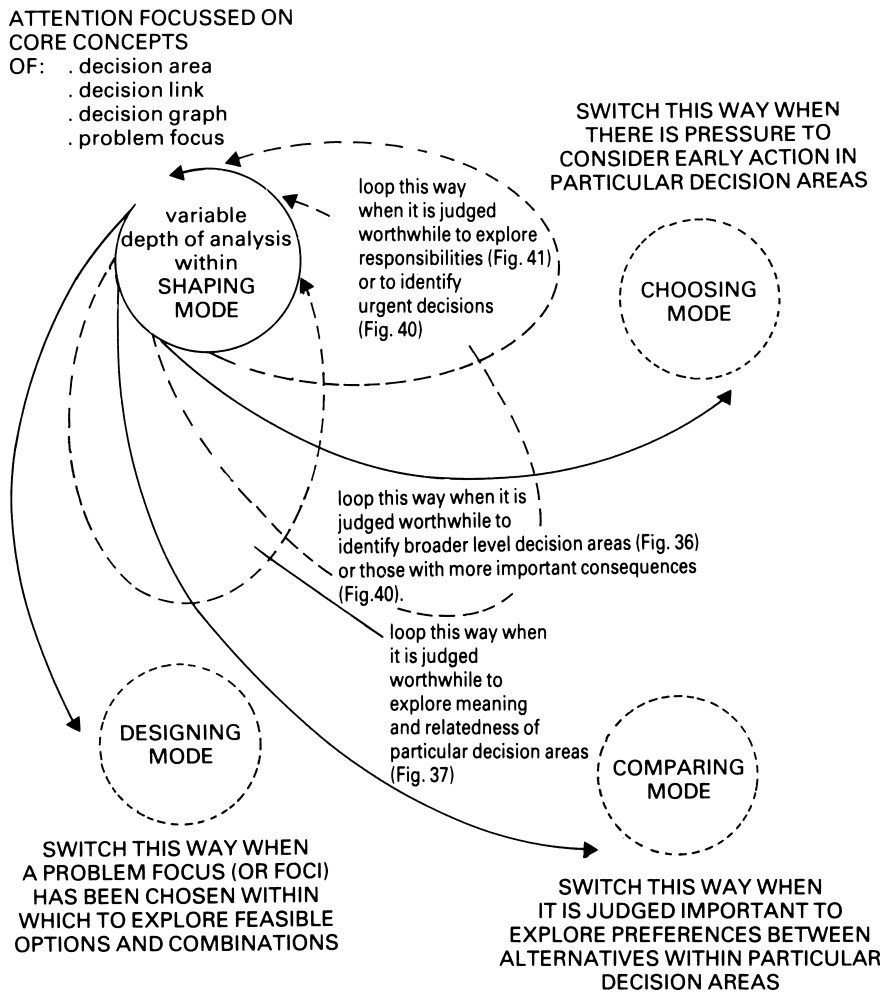 ATTENTION FOCUSSED ON
CORE CONCEPTS
OF: . decision area
. decision link
. decision graph
. problem focus
SWITCH THIS WAY WHEN
THERE IS PRESSURE TO
CONSIDER EARLY ACTION IN
PARTICULAR DECISION AREAS
variable
depth of analysis
within
SHAPING
MODE
loop this way
when it is judged
worthwhile to explore
responsibilities (Fig. 41)
or to identify
urgent decisions
(Fig. 40)
CHOOSING
MODE
loop this way when it is
judged worthwhile to
identify broader level decision areas (Fig. 36)
or those with more important consequences
(Fig.40).
loop this way when
it is judged
worthwhile to
explore meaning
and relatedness of
particular decision areas
(Fig. 37)
DESIGNING
MODE
COMPARING
MODE
SWITCH THIS WAY WHEN
A PROBLEM FOCUS (OR FOCI)
HAS BEEN CHOSEN WITHIN
WHICH TO EXPLORE FEASIBLE
OPTIONS AND COMBINATIONS
SWITCH THIS WAY WHEN
IT IS JUDGED IMPORTANT TO
EXPLORE PREFERENCES BETWEEN
ALTERNATIVES WITHIN PARTICULAR
DECISION AREAS